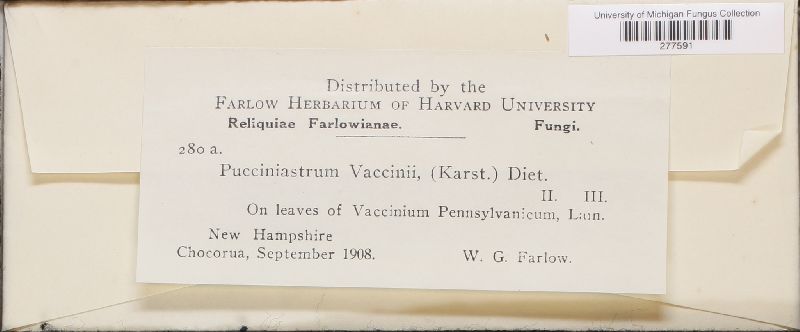 University of Michigan Fungus Collection
277591
Distributed by the
FARLOW HERBARIUM OF HARVARD UNIVERSITY
Reliquiae Farlowianae. Fungi.
280 a.
Pucciniastrum Vaccinii, (Karst.) Diet.
II. III.
On leaves of Vaccinium Pennsylvanicum, Lam.
New Hampshire
Chocorua, September 1908. W. G. Farlow.